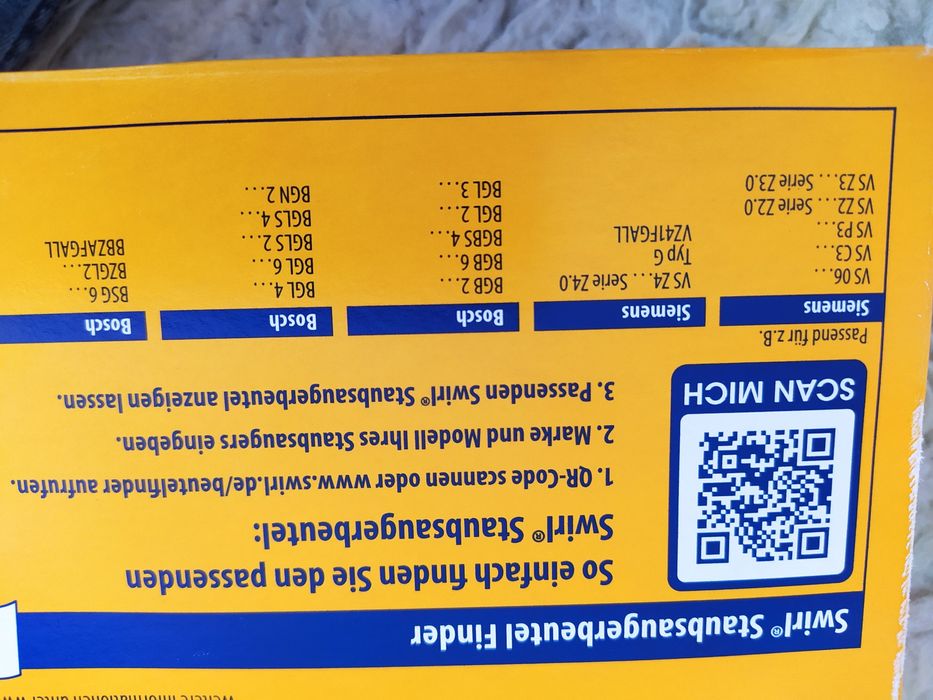 Swirl® Staubsaugerbeutel Finder
So einfach finden Sie den passenden
Swirl® Staubsaugerbeutel:
1. QR-Code scannen oder www.swirl.de/beutelfinder aufrufen.
2. Marke und Modell Ihres Staubsaugers eingeben.
3. Passenden Swirl® Staubsaugerbeutel anzeigen lassen.
SCAN MICH
Passend für z.B.
Siemens
VS 06...
VS C3...
VS P3...
VS Z2.... Serie Z2.0
VS Z3.... Serie Z3.0
Siemens
VS Z4.... Serie Z4.0
Typ G
VZ41FGALL
Bosch
BGB 2...
BGB 6...
BGBS 4...
BGL 2...
BGL 3...
Bosch
BGL 4...
BGL 6...
BGLS 2...
BGLS 4...
BGN 2...
Bosch
BSG 6...
BZGL2...
BBZAFGALL